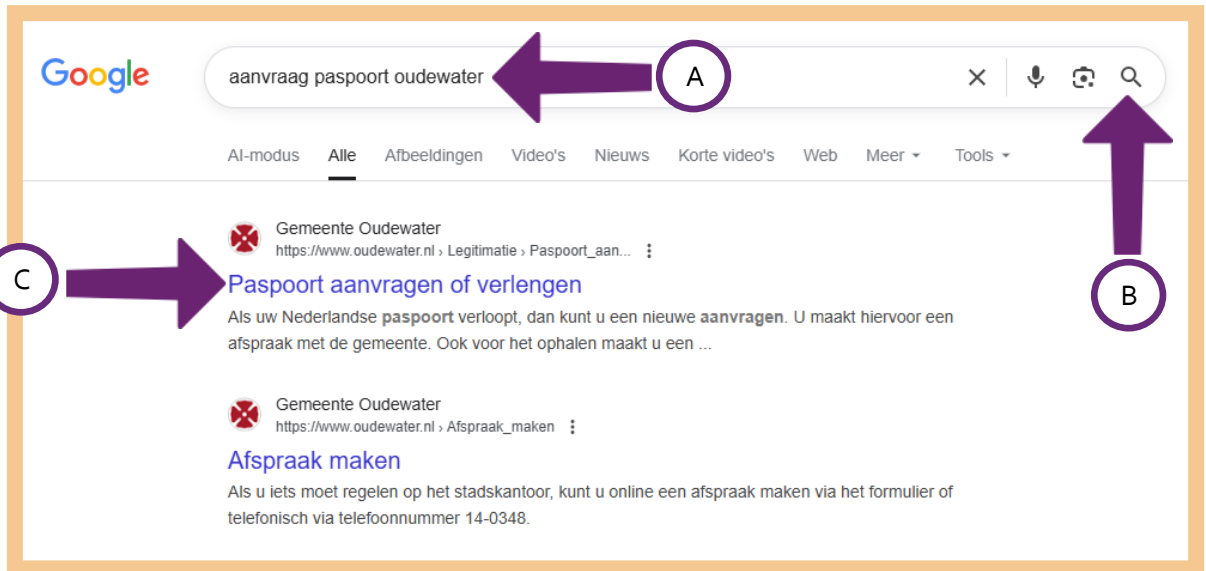 Google
aanvraag paspoort oudewater
A
AI-modus Alle Afbeeldingen Video's Nieuws Korte video's Web Meer Tools
Gemeente Oudewater
https://www.oudewater.nl › Legitimatie › Paspoort_aan...
C
Paspoort aanvragen of verlengen
B
Als uw Nederlandse paspoort verloopt, dan kunt u een nieuwe aanvragen. U maakt hiervoor een
afspraak met de gemeente. Ook voor het ophalen maakt u een ...
Gemeente Oudewater
https://www.oudewater.nl › Afspraak_maken
Afspraak maken
Als u iets moet regelen op het stadskantoor, kunt u online een afspraak maken via het formulier of
telefonisch via telefoonnummer 14-0348.